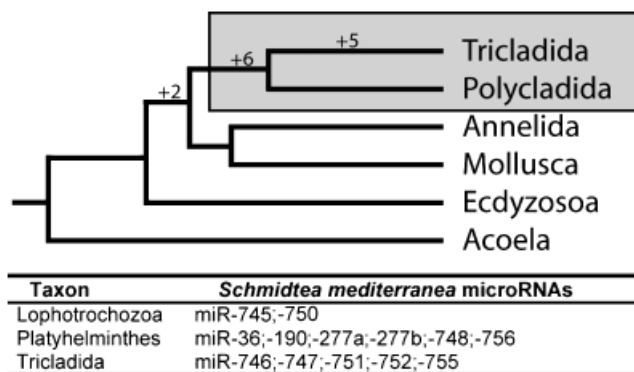 +5
Tricladida
+6
Polycladida
+2
Annelida
Mollusca
Ecdyzosoa
Acoela
Taxon Schmidtea mediterranea microRNAs
Lophotrochozoa miR-745;-750
Platyhelminthes miR-36;-190;-277a;-277b;-748;-756
Tricladida miR-746;-747;-751;-752;-755